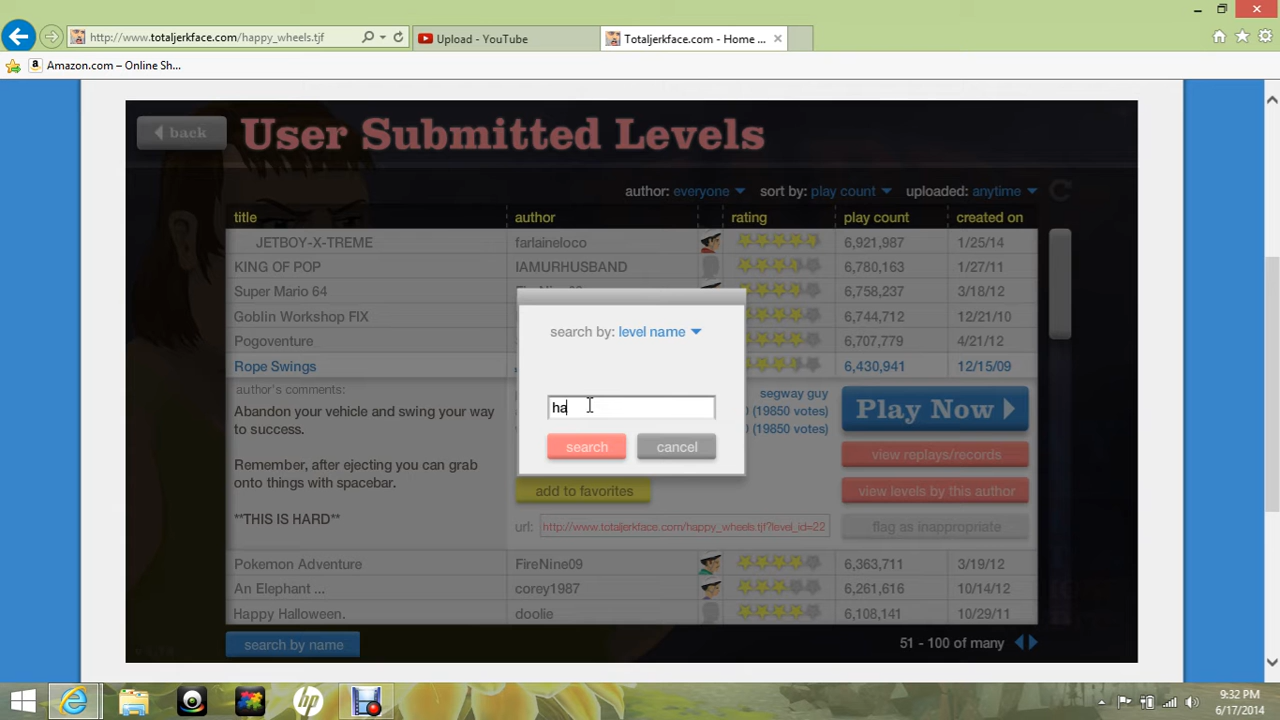 http://www.totaljerkface.com/happy_wheels.tjf
Upload - YouTube
Totaljerkface.com - Home ...
Amazon.com – Online Sh...
back
User Submitted Levels
author: everyone sort by: play count uploaded: anytime
title author rating play count created on
JETBOY-X-TREME farlaineloco 6,921,987 1/25/14
KING OF POP IAMURHUSBAND 6,780,163 1/27/11
Super Mario 64 6,758,237 3/18/12
Goblin Workshop FIX 6,744,712 12/21/10
Pogoventure 6,707,779 4/21/12
Rope Swings 6,430,941 12/15/09
search by: level name
ha
search cancel
author's comments:
Abandon your vehicle and swing your way
to success.
Remember, after ejecting you can grab
onto things with spacebar.
**THIS IS HARD**
segway guy
(19850 votes)
(19850 votes)
add to favorites
url: http://www.totaljerkface.com/happy_wheels.tjf?level_id=22
Play Now
view replays/records
view levels by this author
flag as inappropriate
Pokemon Adventure FireNine09 6,363,711 3/19/12
An Elephant ... corey1987 6,261,616 10/14/12
Happy Halloween. doolie 6,108,141 10/29/11
search by name
51 - 100 of many
hp
9:32 PM
6/17/2014